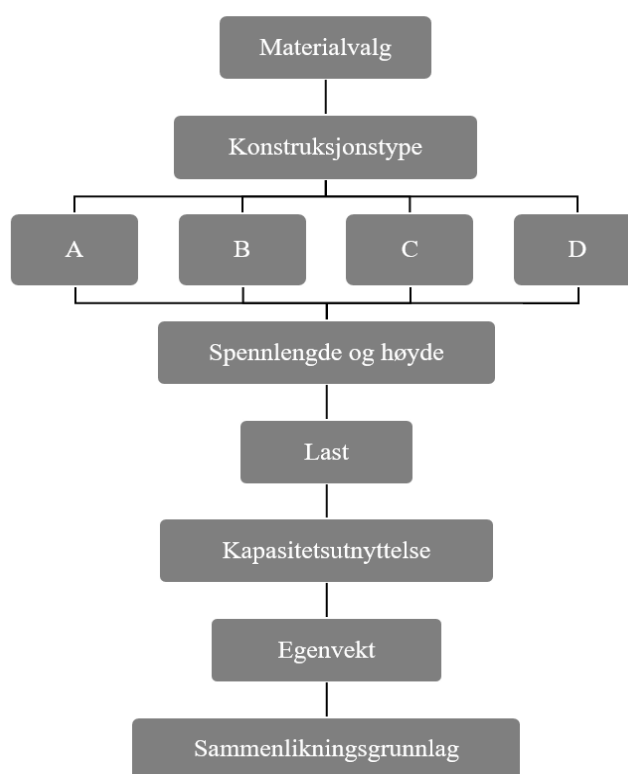 Materialvalg
Konstruksjonstype
A
B
C
D
Spennlengde og høyde
Last
Kapasitetsutnyttelse
Egenvekt
Sammenlikningsgrunnlag